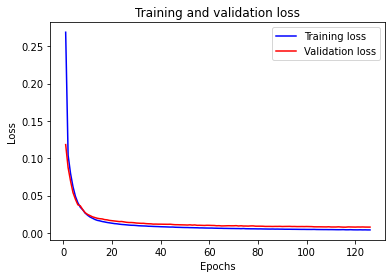 Training and validation loss
Training loss
Validation loss
0.25
0.20
0.15
0.10
0.05
0.00
Loss
0 20 40 60 80 100 120
Epochs